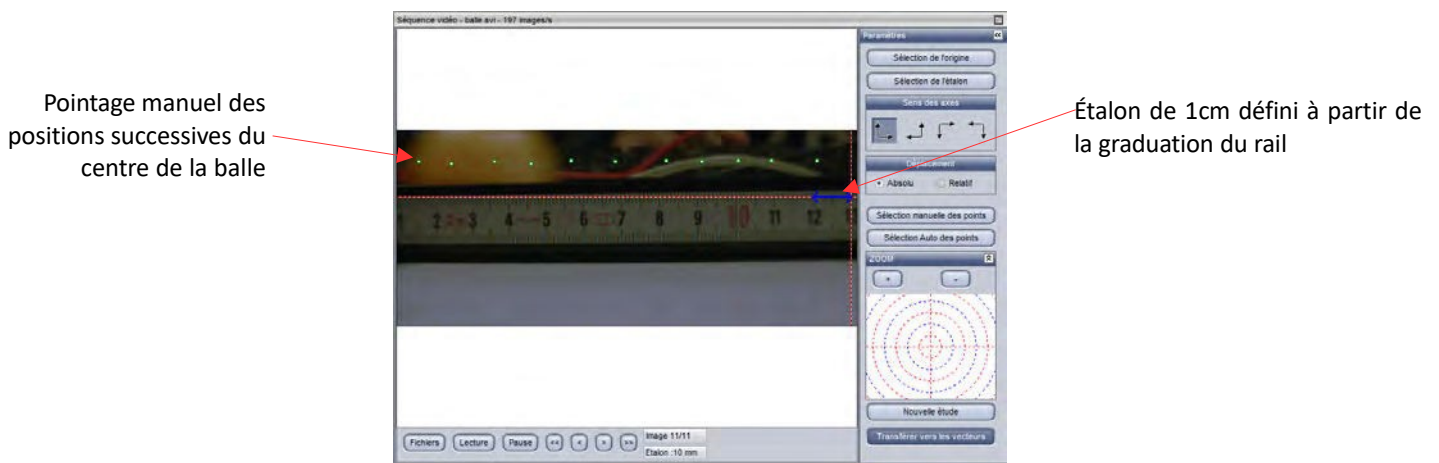 Séquence vidéo - balle avi - 197 images/s
Pointage manuel des
positions successives du
centre de la balle
Étalon de 1cm défini à partir de
la graduation du rail
1 2 3 4 5 6 7 8 9 10 11 12
Paramètres
Sélection de l'origine
Sélection de l'étalon
Sens des axes
Déplacement
Absolu Relatif
Sélection manuelle des points
Sélection Auto des points
ZOOM
+ -
Nouvelle étude
Transférer vers les vecteurs
Fichiers Lecture Pause << < > >> Image 11/11
Etalon :10 mm